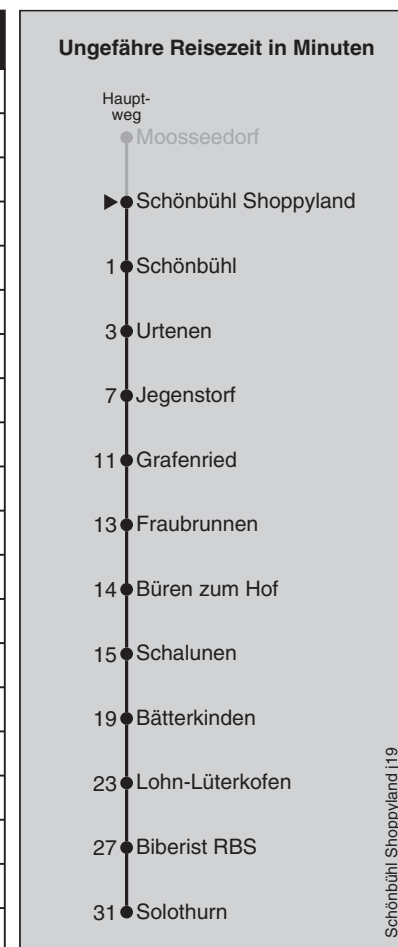 Ungefähre Reisezeit in Minuten
Haupt-
weg
Moosseedorf
Schönbühl Shoppyland
1 Schönbühl
3 Urtenen
7 Jegenstorf
11 Grafenried
13 Fraubrunnen
14 Büren zum Hof
15 Schalunen
19 Bätterkinden
23 Lohn-Lüterkofen
27 Biberist RBS
31 Solothurn
Schönbühl Shoppyland j19